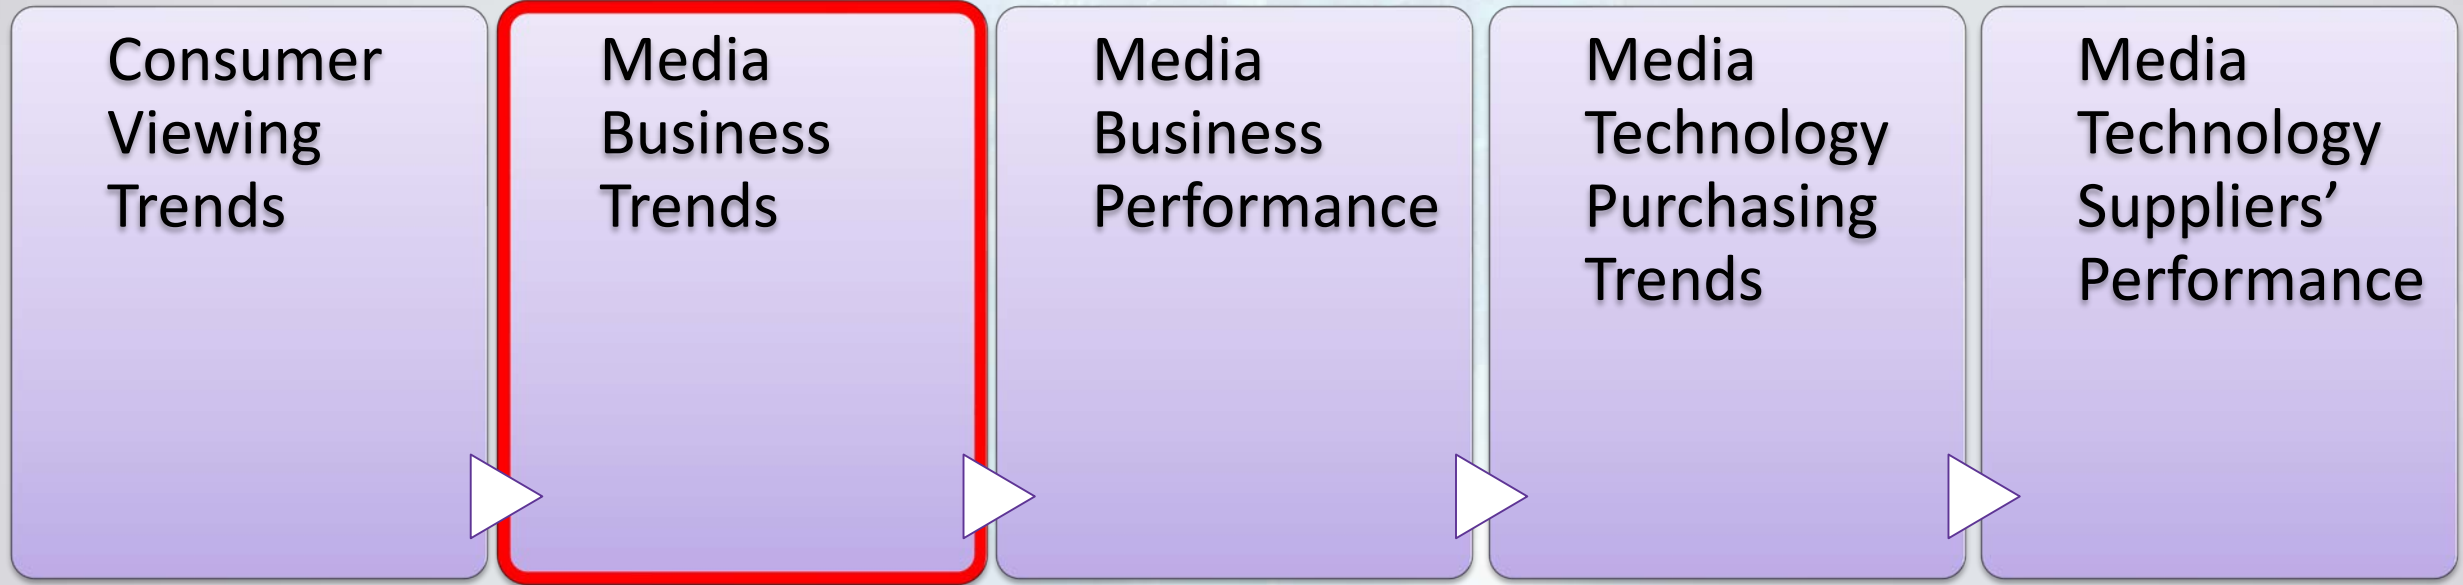 Consumer
Viewing
Trends
Media
Business
Trends
Media
Business
Performance
Media
Technology
Purchasing
Trends
Media
Technology
Suppliers’
Performance